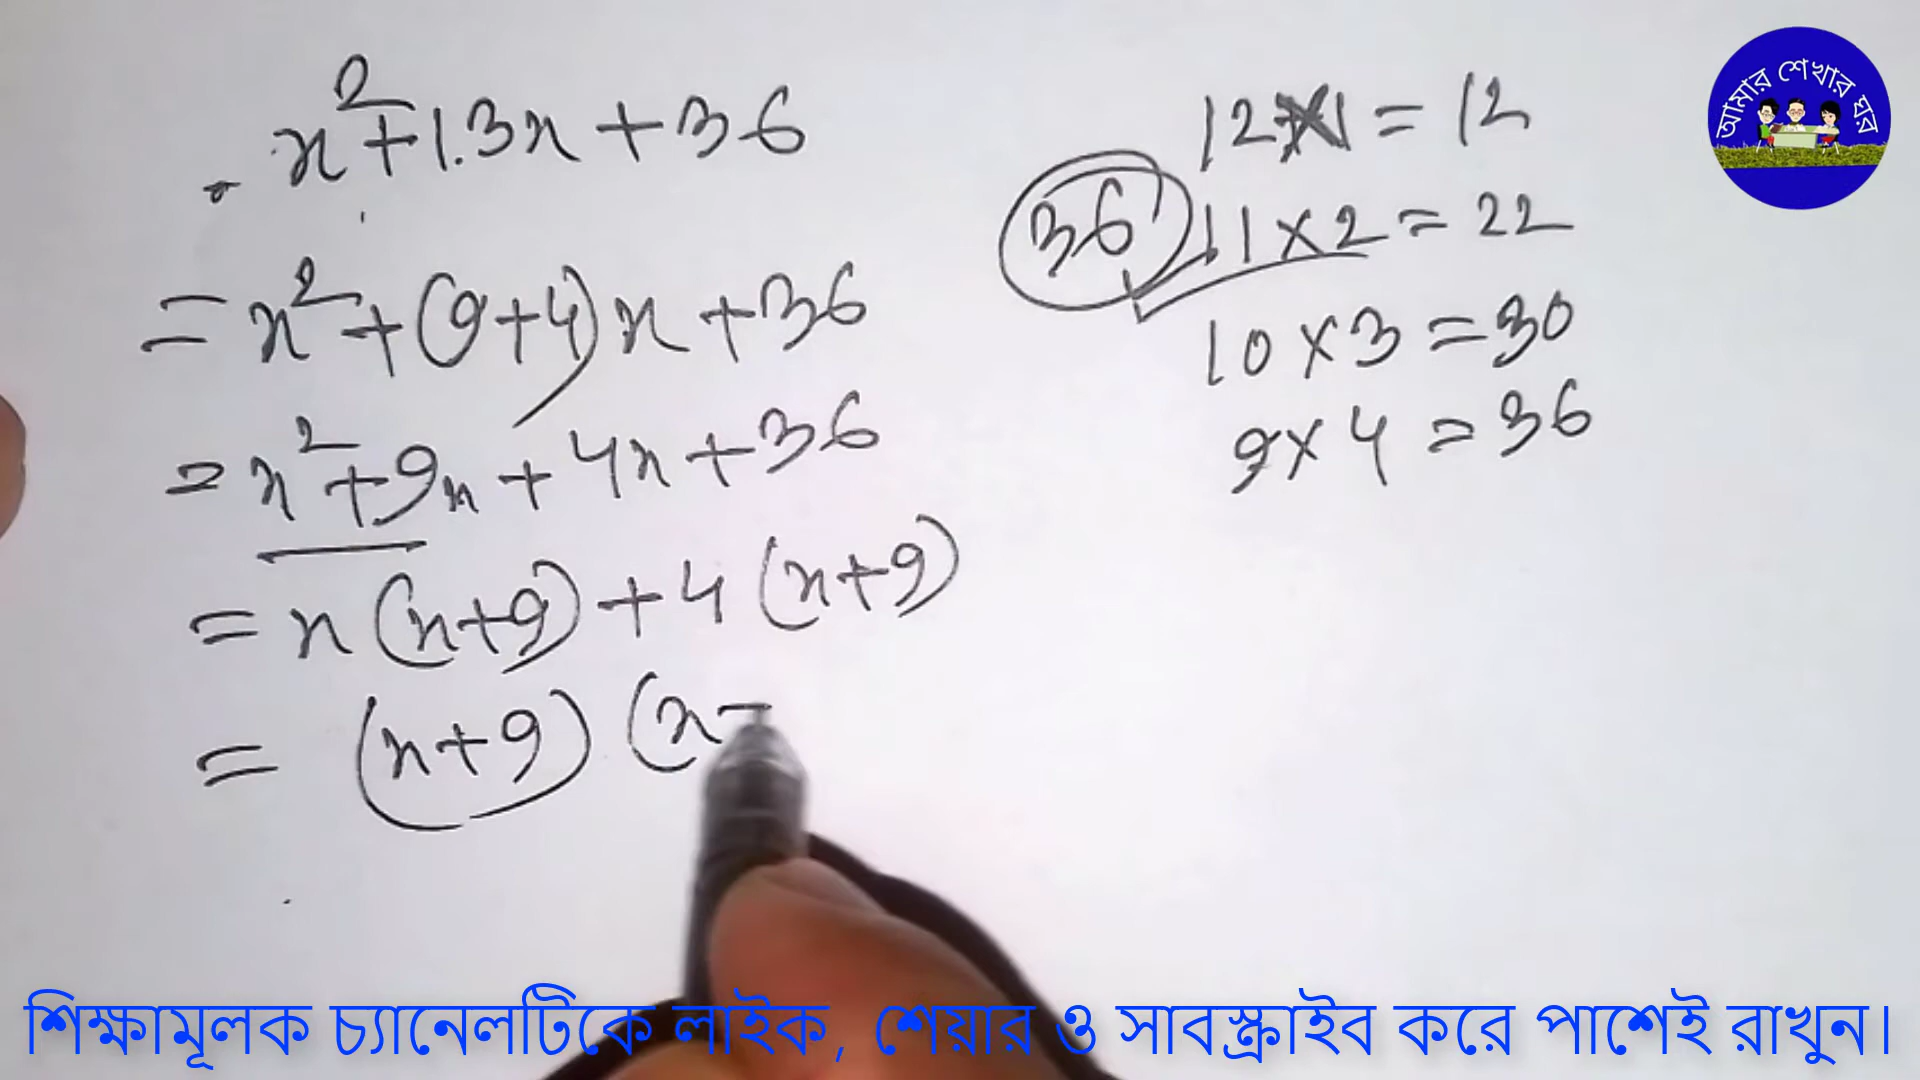 x²+13x+36
=x²+(9+4)x+36
=x²+9x+4x+36
=x(x+9)+4(x+9)
=(x+9)(x
12×1=12
36
11×2=22
10×3=30
9×4=36
আমার শেখার ঘর
শিক্ষামূলক চ্যানেলটিকে লাইক, শেয়ার ও সাবস্ক্রাইব করে পাশেই রাখুন।